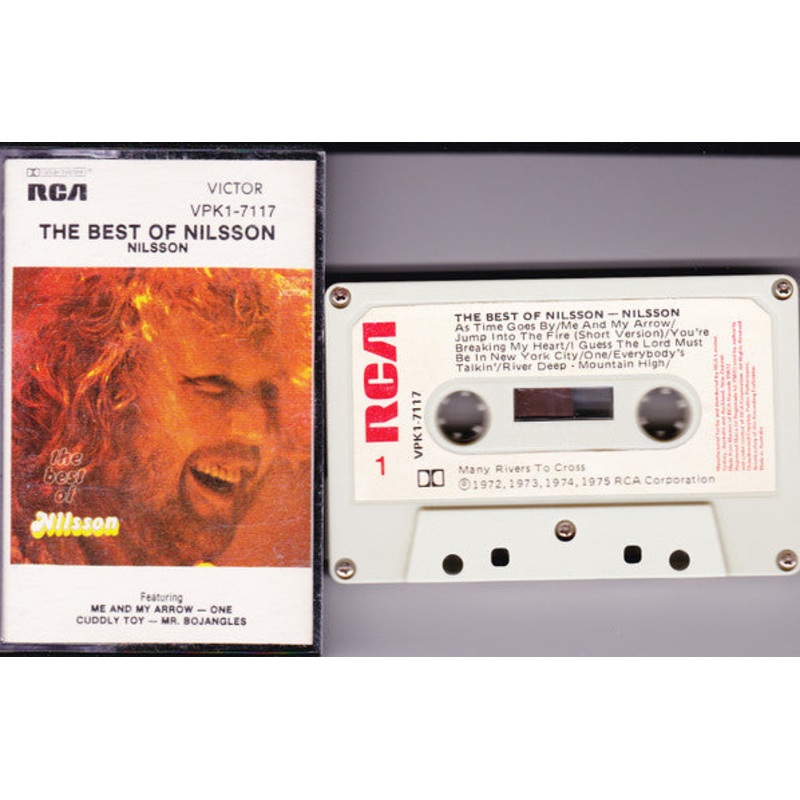 RCA
VICTOR
VPK1-7117
THE BEST OF NILSSON
NILSSON
the
best
of
Nilsson
Featuring
ME AND MY ARROW — ONE
CUDDLY TOY — MR. BOJANGLES
RCA
1
VPK1-7117
THE BEST OF NILSSON — NILSSON
As Time Goes By/Me And My Arrow/
Jump Into The Fire (Short Version)/You're
Breaking My Heart/I Guess The Lord Must
Be In New York City/One/Everybody's
Talkin'/River Deep - Mountain High/
Many Rivers To Cross
℗1972, 1973, 1974, 1975 RCA Corporation